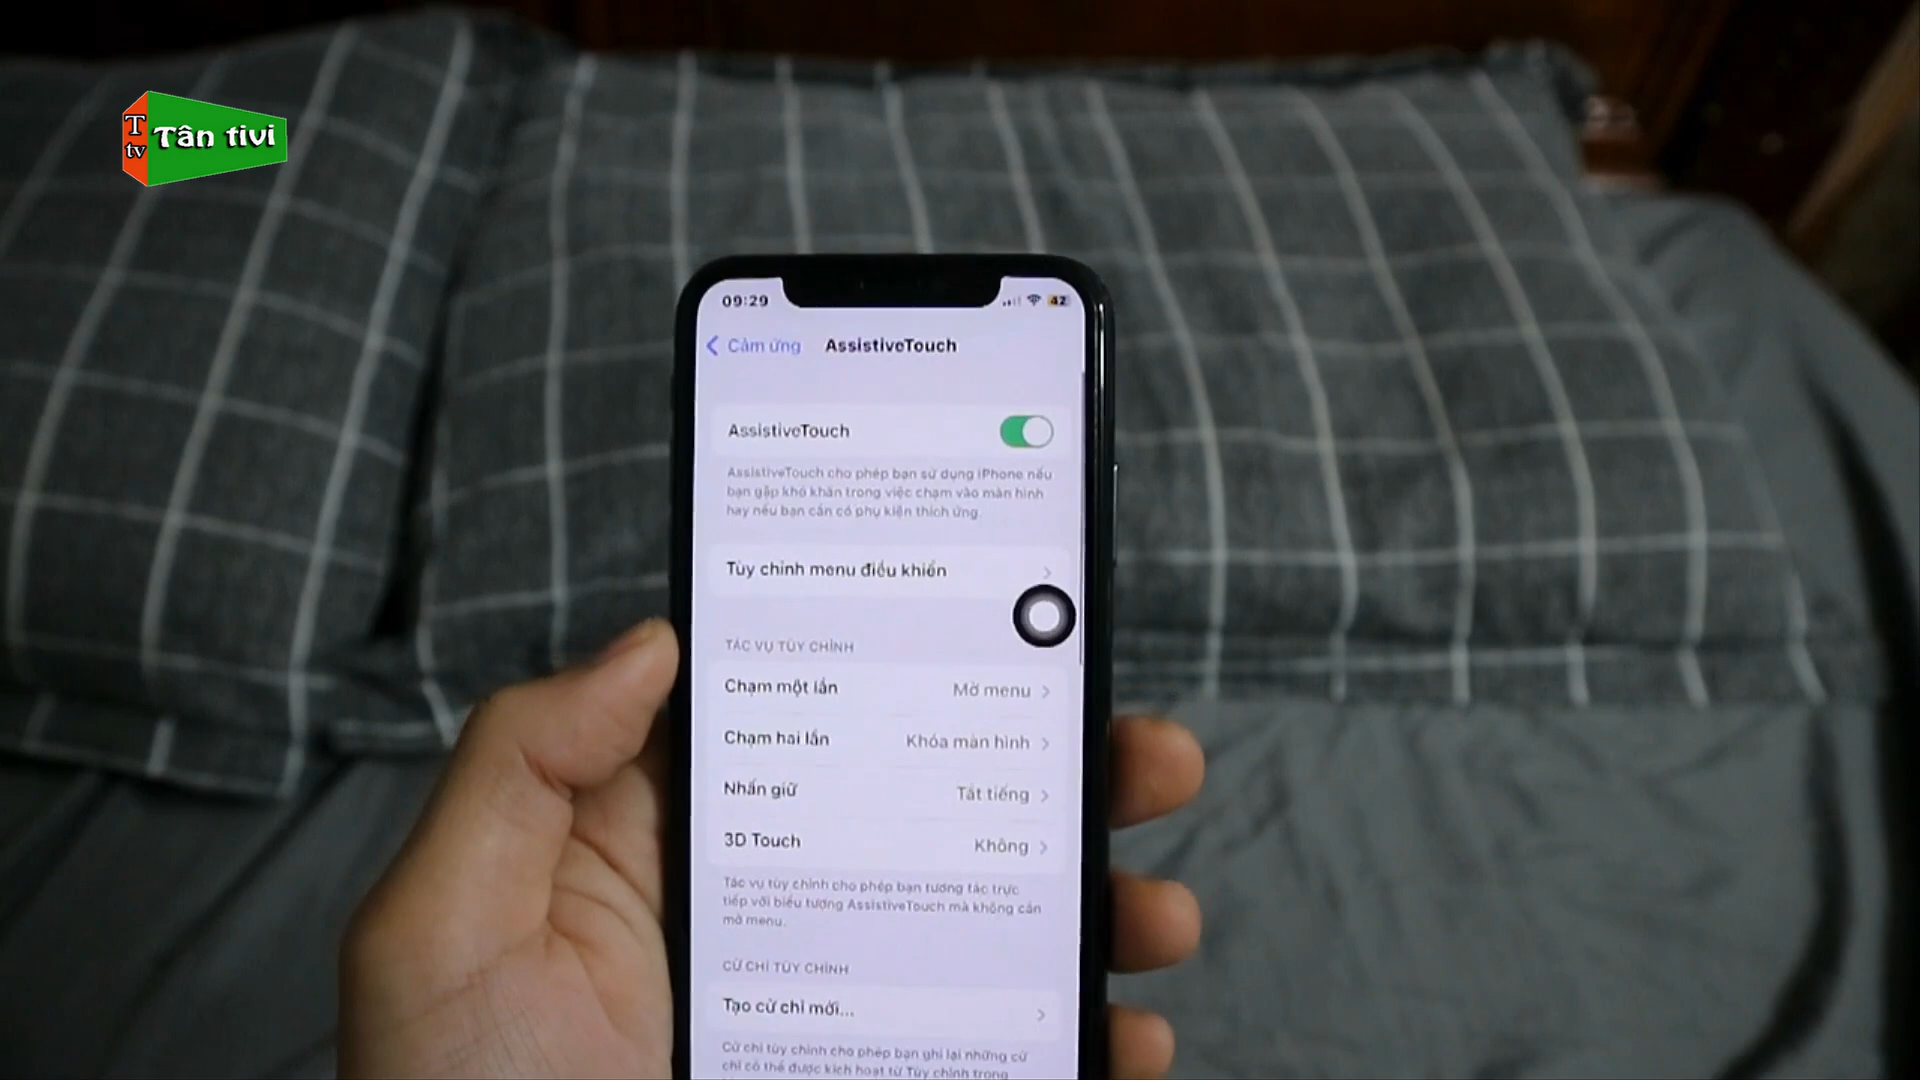 T
tv
Tân tivi
09:29
42
Cảm ứng
AssistiveTouch
AssistiveTouch
AssistiveTouch cho phép bạn sử dụng iPhone nếu
bạn gặp khó khăn trong việc chạm vào màn hình
hay nếu bạn cần có phụ kiện thích ứng.
Tùy chỉnh menu điều khiển
TÁC VỤ TÙY CHỈNH
Chạm một lần
Mở menu
Chạm hai lần
Khóa màn hình
Nhấn giữ
Tắt tiếng
3D Touch
Không
Tác vụ tùy chỉnh cho phép bạn tương tác trực
tiếp với biểu tượng AssistiveTouch mà không cần
mở menu.
CỬ CHỈ TÙY CHỈNH
Tạo cử chỉ mới...
Cử chỉ tùy chỉnh cho phép bạn ghi lại những cử
chỉ có thể được kích hoạt từ Tùy chỉnh trong